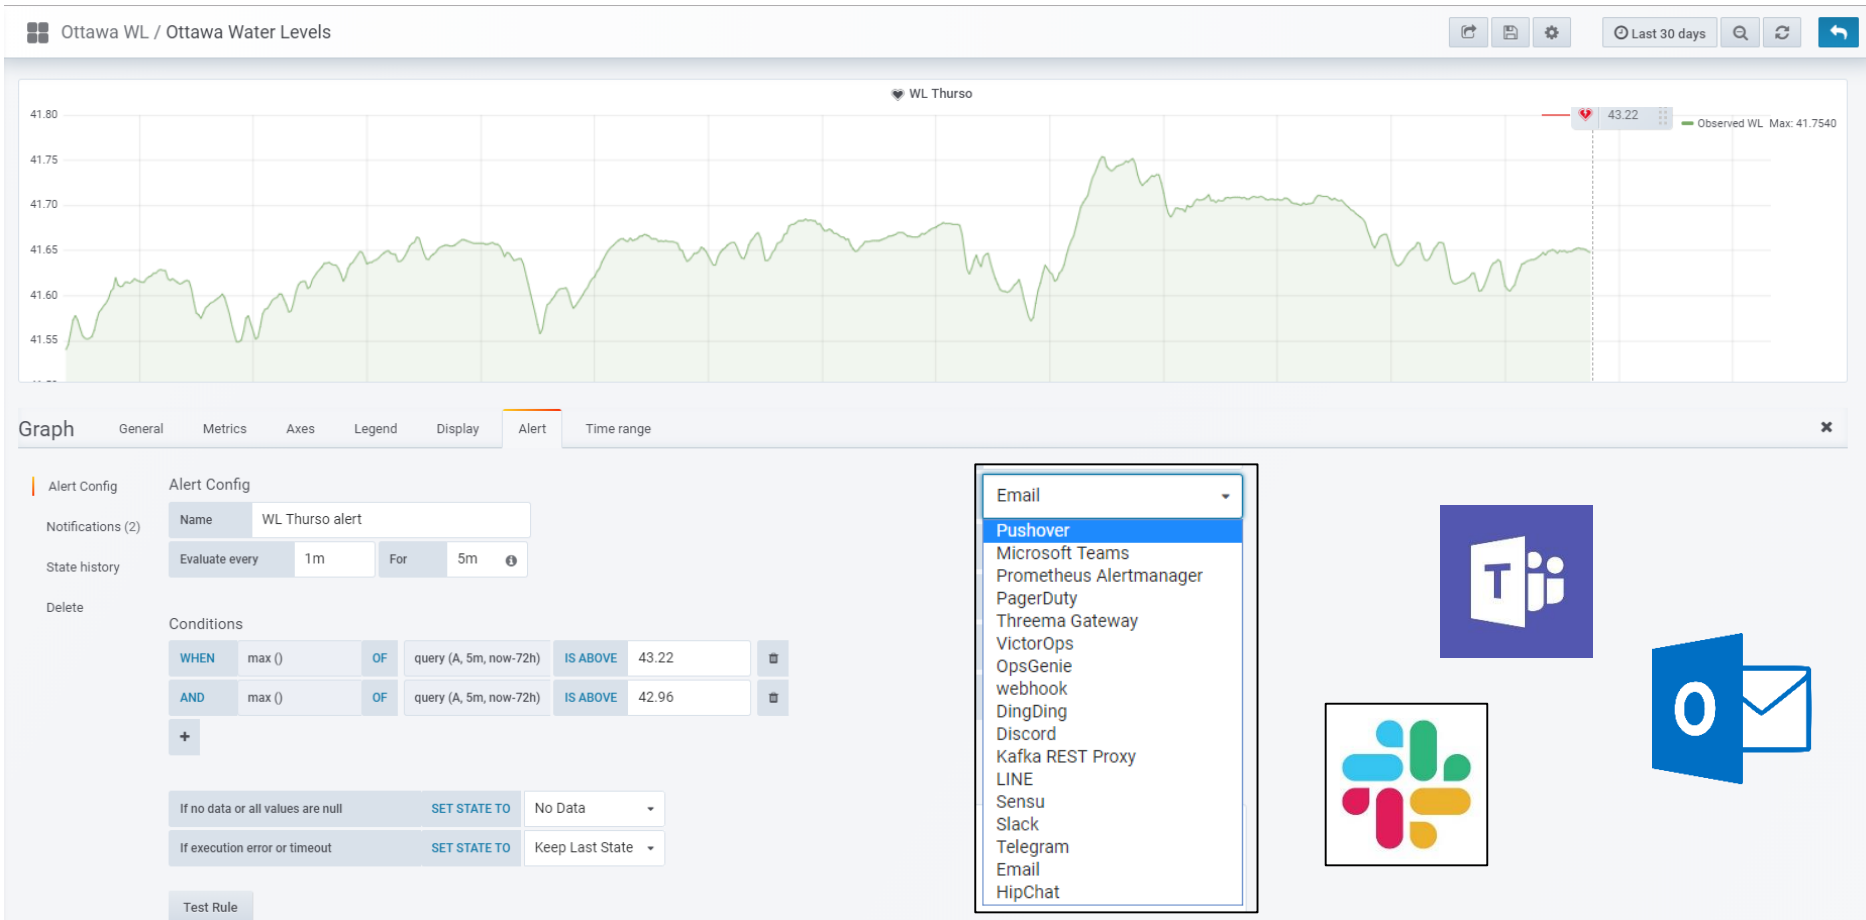 Ottawa WL / Ottawa Water Levels
Last 30 days
WL Thurso
41.80
41.75
41.70
41.65
41.60
41.55
43.22
Observed WL Max: 41.7540
Graph
General
Metrics
Axes
Legend
Display
Alert
Time range
Alert Config
Notifications (2)
State history
Delete
Alert Config
Name WL Thurso alert
Evaluate every 1m For 5m
Conditions
WHEN max () OF query (A, 5m, now-72h) IS ABOVE 43.22
AND max () OF query (A, 5m, now-72h) IS ABOVE 42.96
+
If no data or all values are null SET STATE TO No Data
If execution error or timeout SET STATE TO Keep Last State
Test Rule
Email
Pushover
Microsoft Teams
Prometheus Alertmanager
PagerDuty
Threema Gateway
VictorOps
OpsGenie
webhook
DingDing
Discord
Kafka REST Proxy
LINE
Sensu
Slack
Telegram
Email
HipChat
T
O